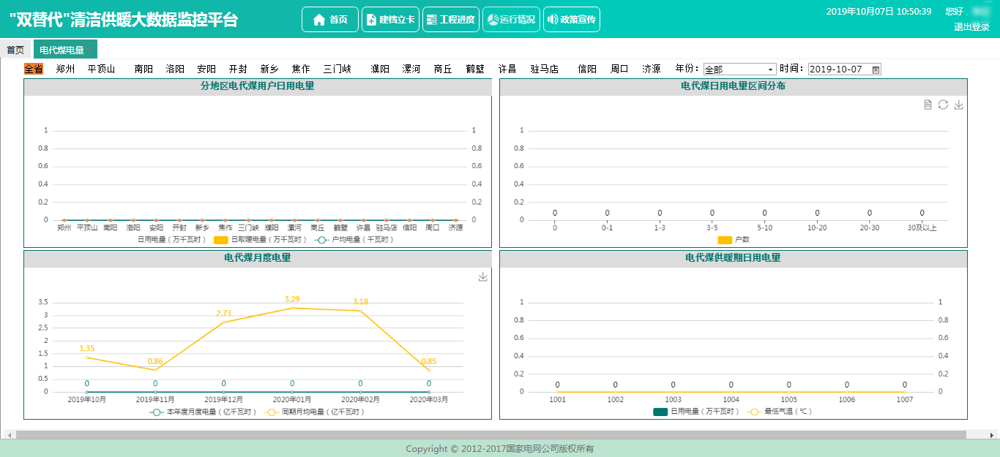 "双替代"清洁供暖大数据监控平台
首页 建档立卡 工程进度 运行情况 政策宣传
2019年10月07日 10:50:39 您好，
退出登录
首页 电代煤电量 ×
全省 郑州 平顶山 南阳 洛阳 安阳 开封 新乡 焦作 三门峡 濮阳 漯河 商丘 鹤壁 许昌 驻马店 信阳 周口 济源 年份： 全部 时间： 2019-10-07
分地区电代煤用户日用电量
1 1
0.8 0.8
0.6 0.6
0.4 0.4
0.2 0.2
0 0
郑州 平顶山 南阳 洛阳 安阳 开封 新乡 焦作 三门峡 濮阳 漯河 商丘 鹤壁 许昌 驻马店 信阳 周口 济源
日用电量（万千瓦时） 日取暖电量（万千瓦时） 户均电量（千瓦时）
电代煤日用电量区间分布
1
0.8
0.6
0.4
0.2
0
0 0 0 0 0 0 0 0
0 0-1 1-3 3-5 5-10 10-20 20-30 30及以上
户数
电代煤月度电量
3.5
3
2.5
2
1.5
1
0.5
0
1.35 0.86 2.73 3.29 3.18 0.85
0 0 0 0 0 0
2019年10月 2019年11月 2019年12月 2020年01月 2020年02月 2020年03月
本年度月度电量（亿千瓦时） 同期月均电量（亿千瓦时）
电代煤供暖期日用电量
1 1
0.8 0.8
0.6 0.6
0.4 0.4
0.2 0.2
0 0
0 0 0 0 0 0 0
1001 1002 1003 1004 1005 1006 1007
日用电量（万千瓦时） 最低气温（℃）
Copyright © 2012-2017国家电网公司版权所有